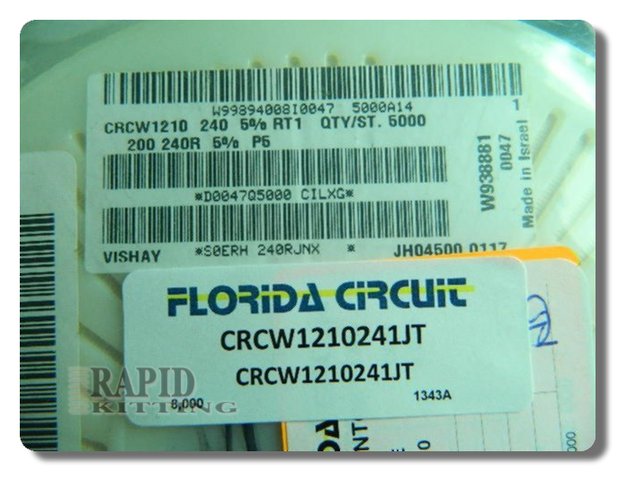 W99894008I0047 5000A14 1
CRCW1210 240 5% RT1 QTY/ST. 5000
200 240R 5% P5
*D0047Q5000 CILXG*
*S0ERH 240RJNX *
VISHAY JH04500 0117
W938881
0047
Made in Israel
FLORIDA CIRCUIT
CRCW1210241JT
CRCW1210241JT
8,000 1343A
RAPID
KITTING